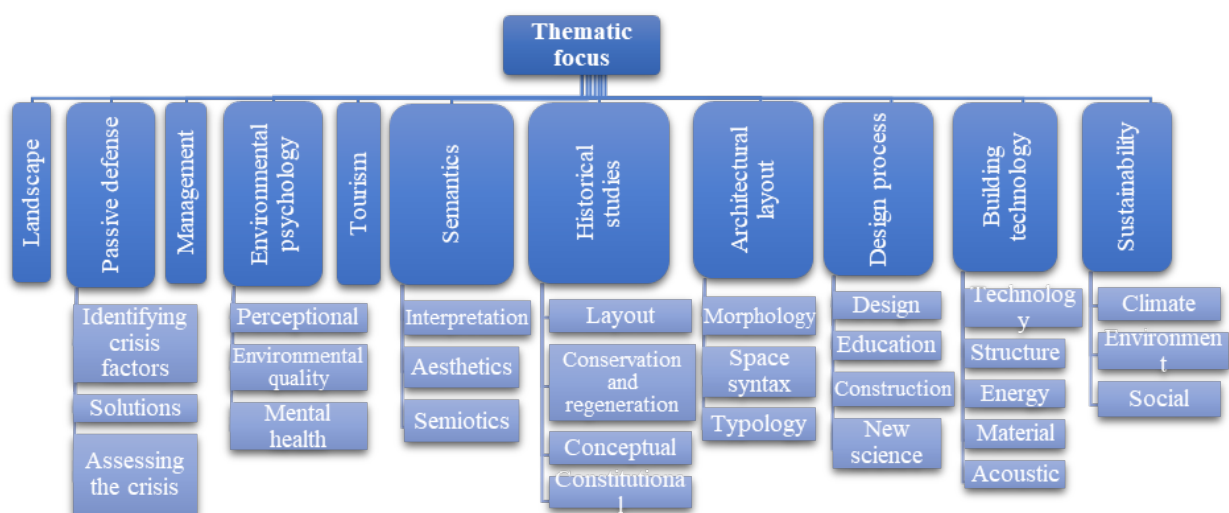 Thematic
focus
Landscape
Passive defense
Identifying
crisis
factors
Solutions
Assessing
the crisis
Management
Environmental
psychology
Perceptional
Environmental
quality
Mental
health
Tourism
Semantics
Interpretation
Aesthetics
Semiotics
Historical
studies
Layout
Conservation
and
regeneration
Conceptual
Constitutiona
l
Architectural
layout
Morphology
Space
syntax
Typology
Design process
Design
Education
Construction
New
science
Building
technology
Technolog
y
Structure
Energy
Material
Acoustic
Sustainability
Climate
Environmen
t
Social